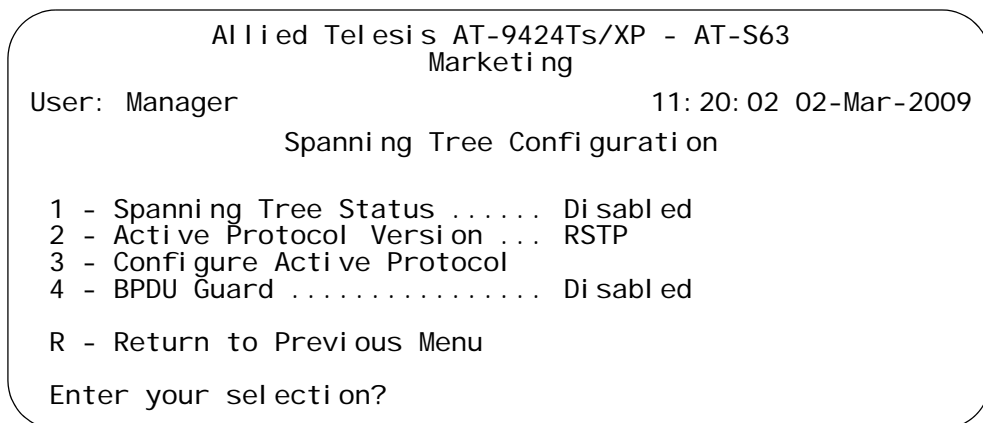 Allied Telesis AT-9424Ts/XP - AT-S63
Marketing
User: Manager 11:20:02 02-Mar-2009
Spanning Tree Configuration
1 - Spanning Tree Status ...... Disabled
2 - Active Protocol Version ... RSTP
3 - Configure Active Protocol
4 - BPDU Guard ................. Disabled
R - Return to Previous Menu
Enter your selection?